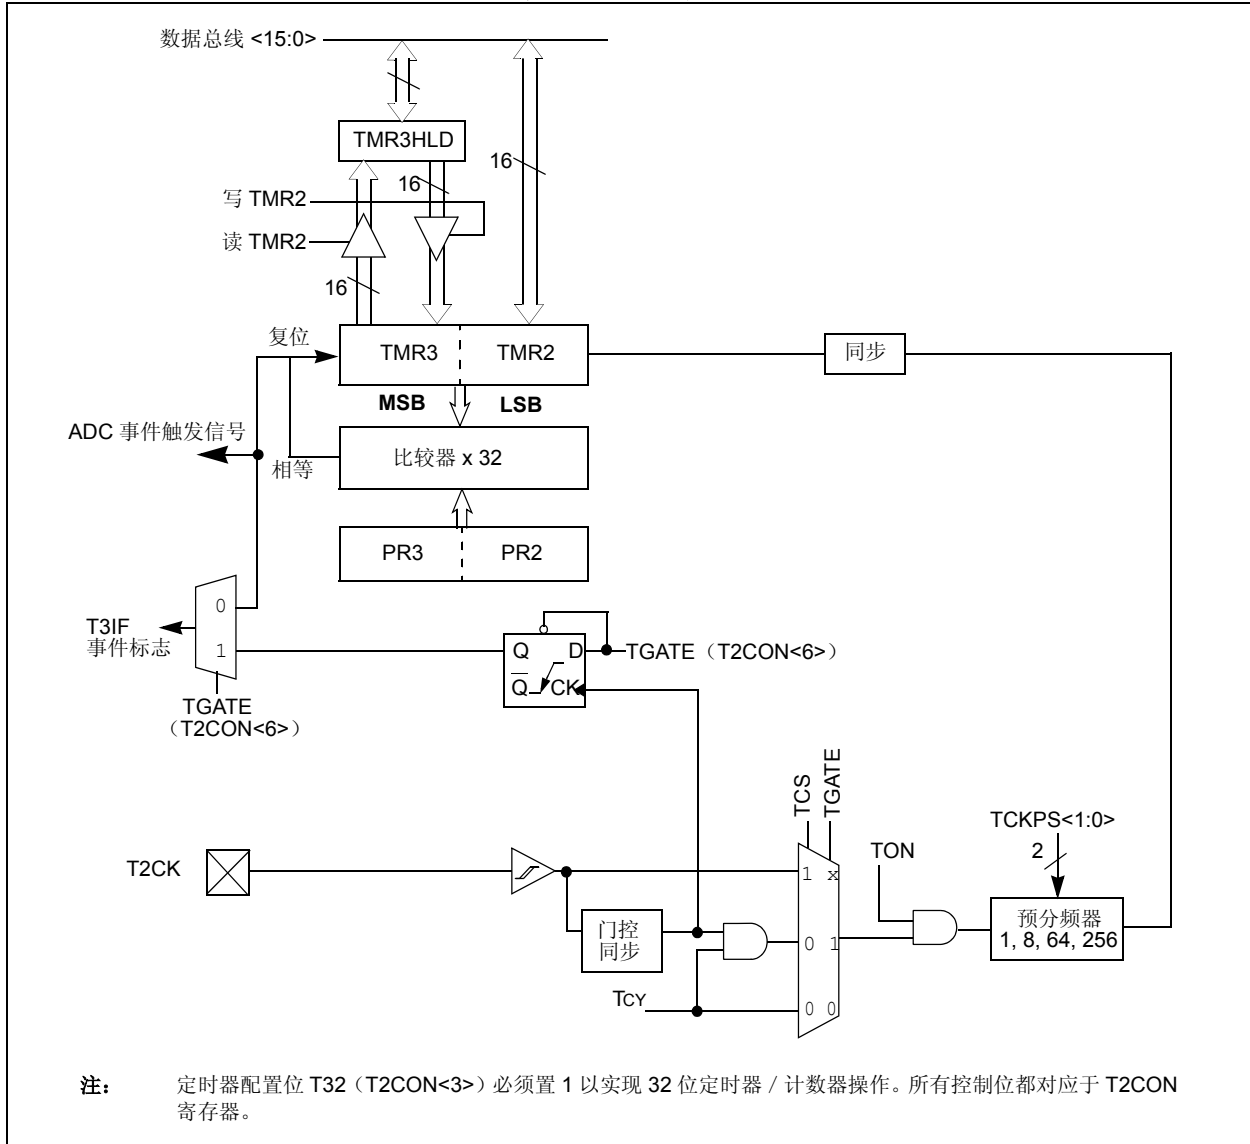 数据总线 <15:0>
TMR3HLD
16
16
写 TMR2
读 TMR2
16
复位
TMR3
TMR2
同步
MSB
LSB
ADC 事件触发信号
相等
比较器 x 32
PR3
PR2
0
T3IF
事件标志
1
Q
D
TGATE（T2CON<6>）
Q
CK
TGATE
（T2CON<6>）
TCS
TGATE
TCKPS<1:0>
2
TON
T2CK
1 x
预分频器
1, 8, 64, 256
门控
同步
0 1
TCY
0 0
注： 定时器配置位 T32（T2CON<3>）必须置 1 以实现 32 位定时器 / 计数器操作。所有控制位都对应于 T2CON
寄存器。